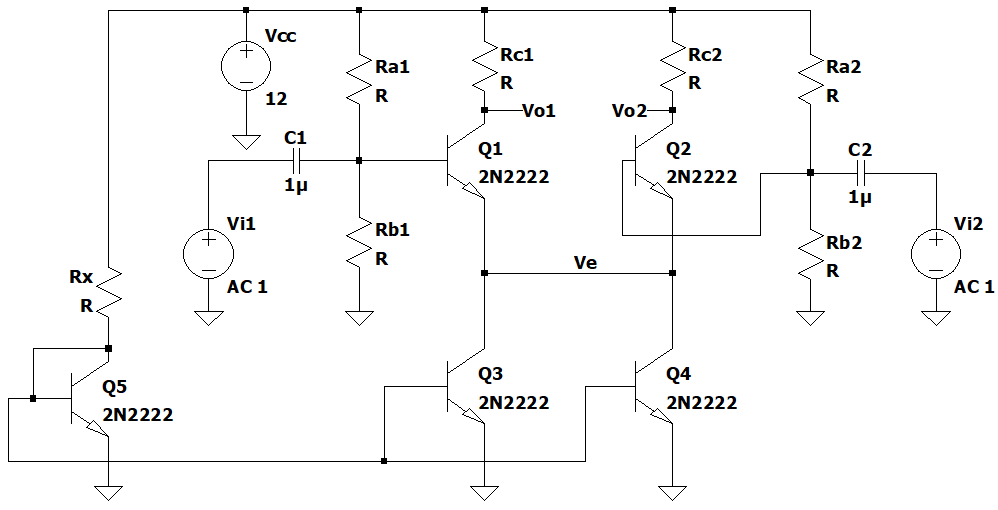 Vcc
12
Ra1
R
Rc1
R
Rc2
R
Ra2
R
Vo1
Vo2
C1
1µ
Q1
2N2222
Q2
2N2222
C2
1µ
Vi1
AC 1
Rb1
R
Rb2
R
Vi2
AC 1
Ve
Rx
R
Q5
2N2222
Q3
2N2222
Q4
2N2222